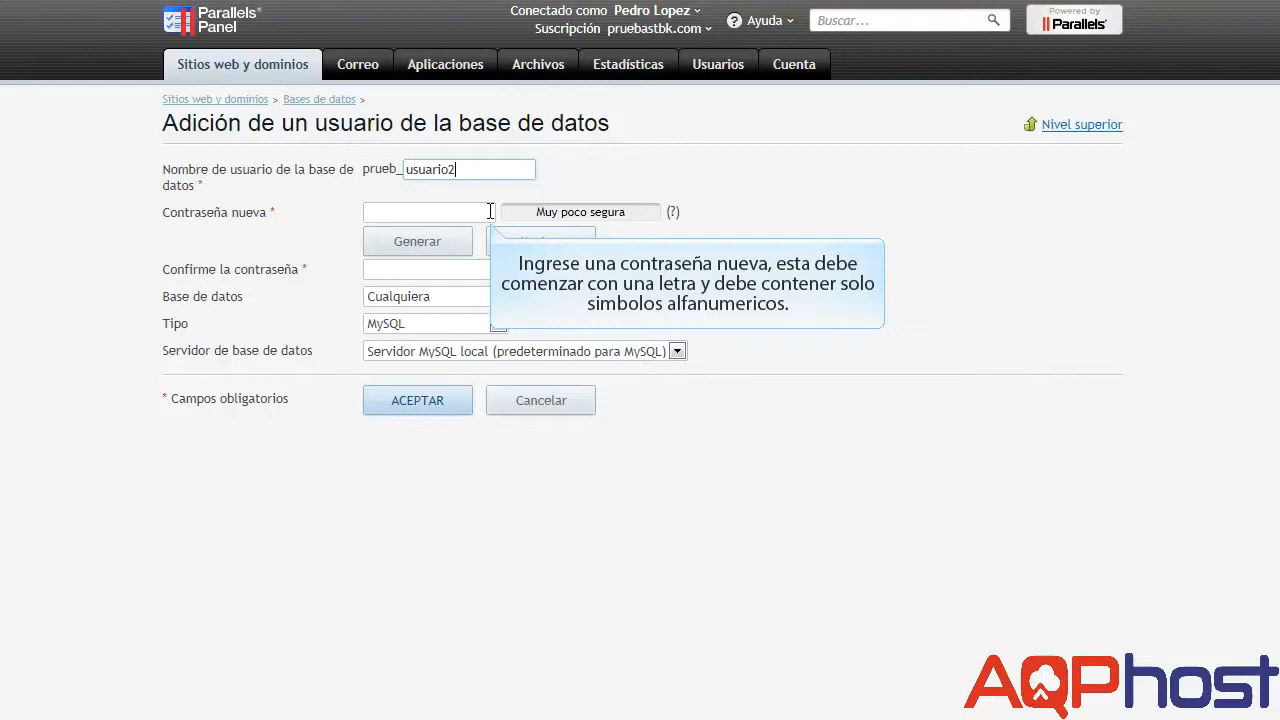 Parallels®
Panel
Conectado como Pedro Lopez
Suscripción pruebastbk.com
? Ayuda
Buscar...
Powered by
Parallels®
Sitios web y dominios
Correo
Aplicaciones
Archivos
Estadísticas
Usuarios
Cuenta
Sitios web y dominios > Bases de datos >
Adición de un usuario de la base de datos
Nivel superior
Nombre de usuario de la base de
datos *
prueb_ usuario2
Contraseña nueva *
Muy poco segura
(?)
Generar
Ingrese una contraseña nueva, esta debe
comenzar con una letra y debe contener solo
simbolos alfanumericos.
Confirme la contraseña *
Base de datos
Cualquiera
Tipo
MySQL
Servidor de base de datos
Servidor MySQL local (predeterminado para MySQL)
* Campos obligatorios
ACEPTAR
Cancelar
AQPhost